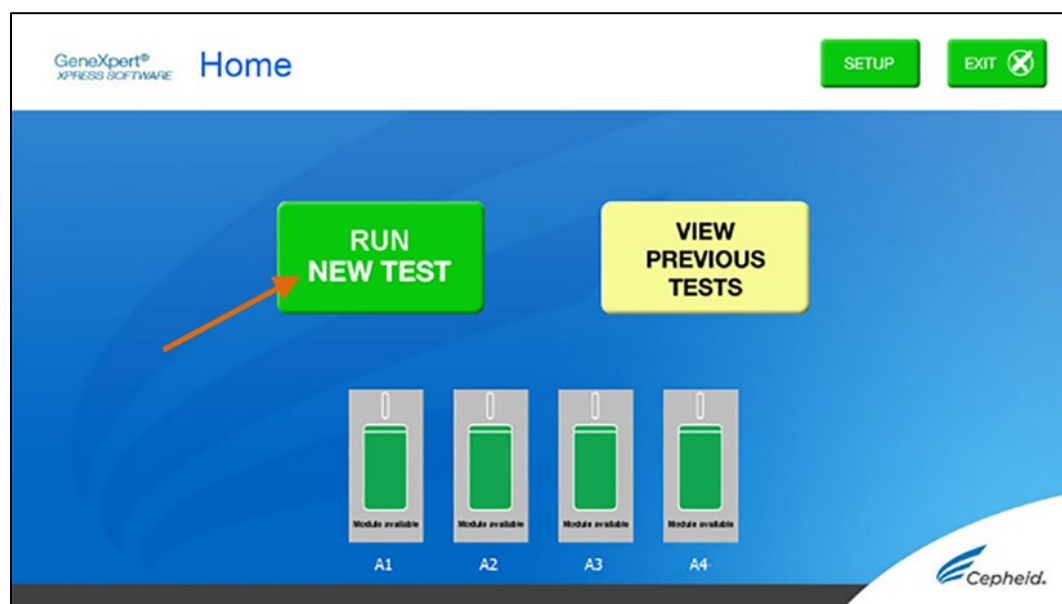 GeneXpert®
XPRESS SOFTWARE
Home
SETUP
EXIT
RUN
NEW TEST
VIEW
PREVIOUS
TESTS
Module available
Module available
Module available
Module available
A1
A2
A3
A4
Cepheid.